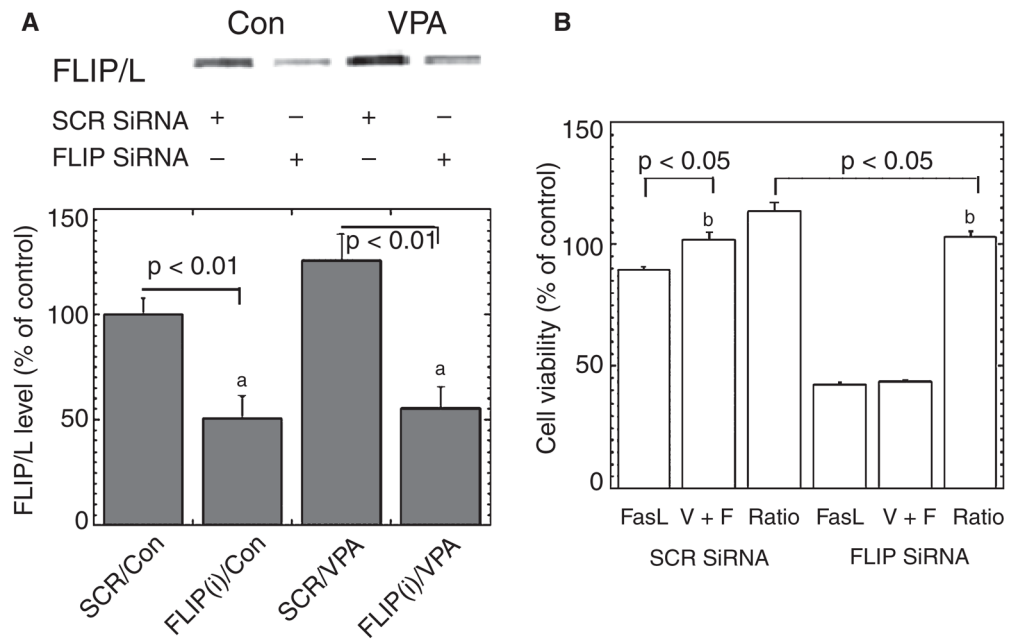 A
Con VPA
FLIP/L
SCR SiRNA + – + –
FLIP SiRNA – + – +
FLIP/L level (% of control)
150
100
50
0
p < 0.01
p < 0.01
a
a
SCR/Con
FLIP(i)/Con
SCR/VPA
FLIP(i)/VPA
B
Cell viability (% of control)
150
100
50
0
p < 0.05
p < 0.05
b
b
FasL V + F Ratio FasL V + F Ratio
SCR SiRNA FLIP SiRNA